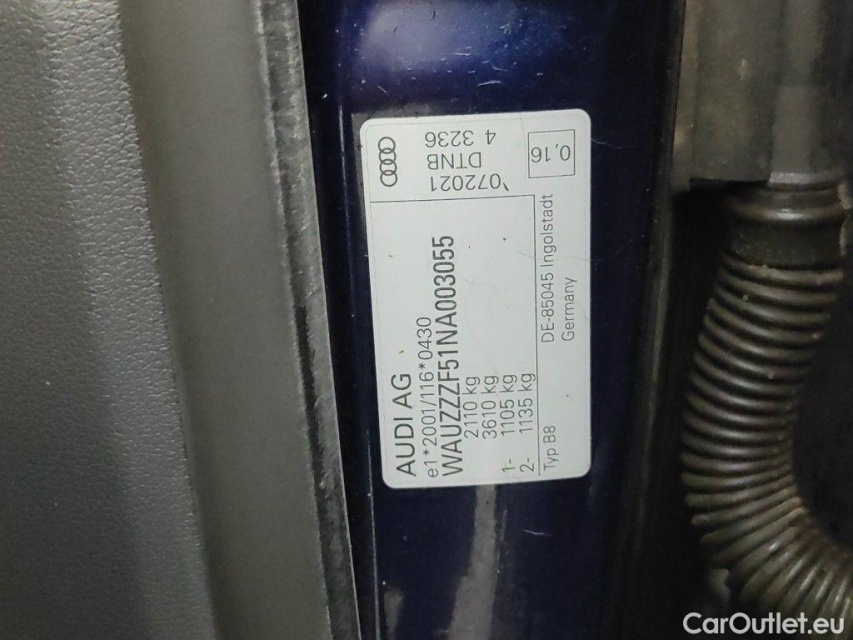 AUDI AG
e1*2001/116*0430
WAUZZZF51NA003055
2110 kg
3610 kg
1- 1105 kg
2- 1135 kg
Typ B8
DE-85045 Ingolstadt
Germany
'072021
DTNB
4 3236
0,16
CarOutlet.eu